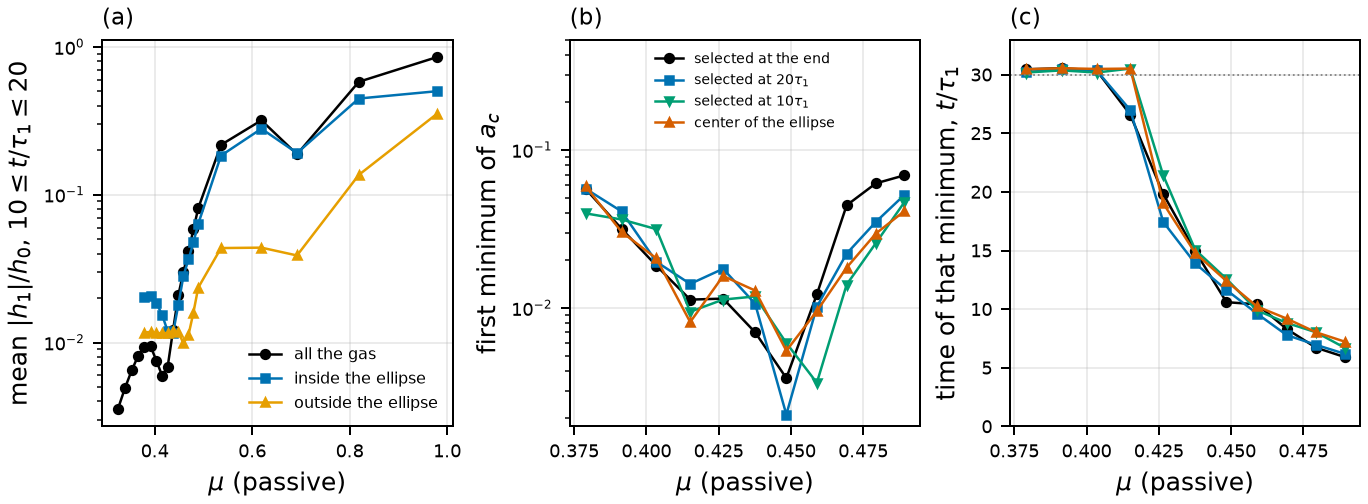 (a)
mean |h₁|/h₀, 10 ≤ t/τ₁ ≤ 20
10⁰
10⁻¹
10⁻²
all the gas
inside the ellipse
outside the ellipse
0.4
0.6
0.8
1.0
μ (passive)
(b)
first minimum of a_c
10⁻¹
10⁻²
selected at the end
selected at 20τ₁
selected at 10τ₁
center of the ellipse
0.375
0.400
0.425
0.450
0.475
μ (passive)
(c)
time of that minimum, t/τ₁
30
25
20
15
10
5
0
0.375
0.400
0.425
0.450
0.475
μ (passive)